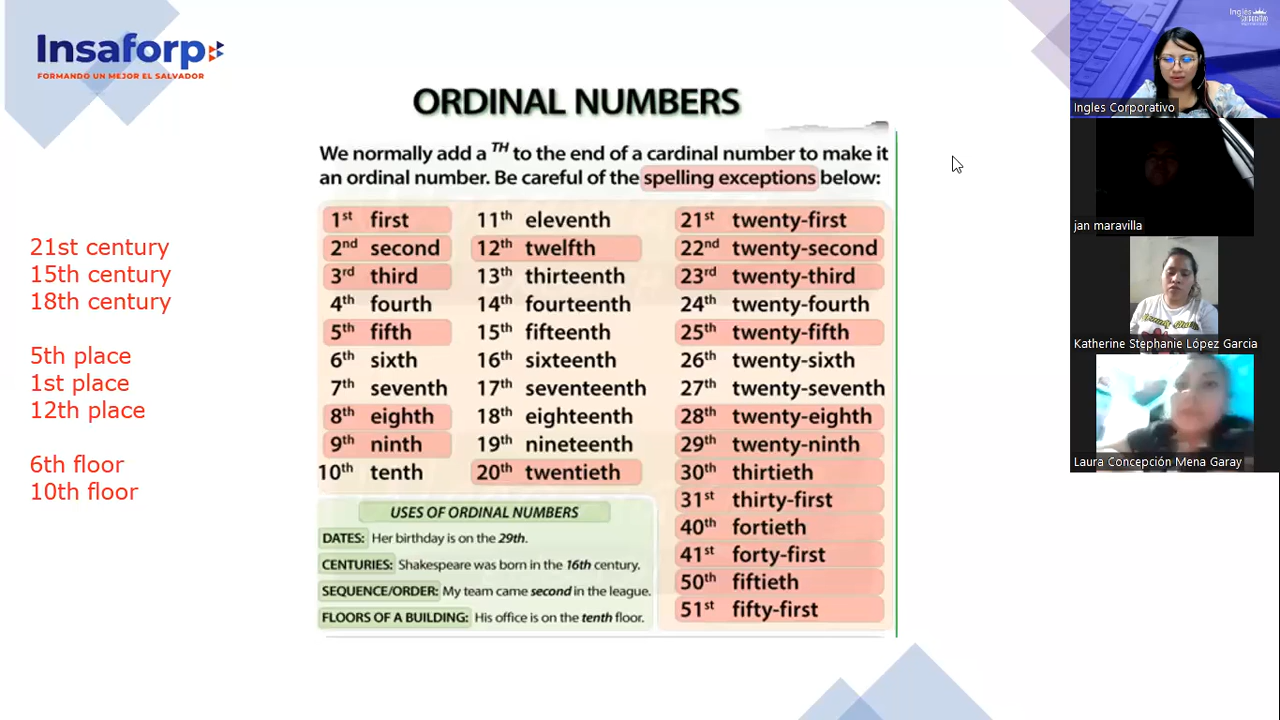 Insaforp
FORMANDO UN MEJOR EL SALVADOR
ORDINAL NUMBERS
We normally add a TH to the end of a cardinal number to make it
an ordinal number. Be careful of the spelling exceptions below:
1st first
2nd second
3rd third
4th fourth
5th fifth
6th sixth
7th seventh
8th eighth
9th ninth
10th tenth
11th eleventh
12th twelfth
13th thirteenth
14th fourteenth
15th fifteenth
16th sixteenth
17th seventeenth
18th eighteenth
19th nineteenth
20th twentieth
21st twenty-first
22nd twenty-second
23rd twenty-third
24th twenty-fourth
25th twenty-fifth
26th twenty-sixth
27th twenty-seventh
28th twenty-eighth
29th twenty-ninth
30th thirtieth
31st thirty-first
40th fortieth
41st forty-first
50th fiftieth
51st fifty-first
USES OF ORDINAL NUMBERS
DATES: Her birthday is on the 29th.
CENTURIES: Shakespeare was born in the 16th century.
SEQUENCE/ORDER: My team came second in the league.
FLOORS OF A BUILDING: His office is on the tenth floor.
21st century
15th century
18th century
5th place
1st place
12th place
6th floor
10th floor
Inglés
Ingles Corporativo
jan maravilla
Katherine Stephanie López Garcia
Laura Concepción Mena Garay